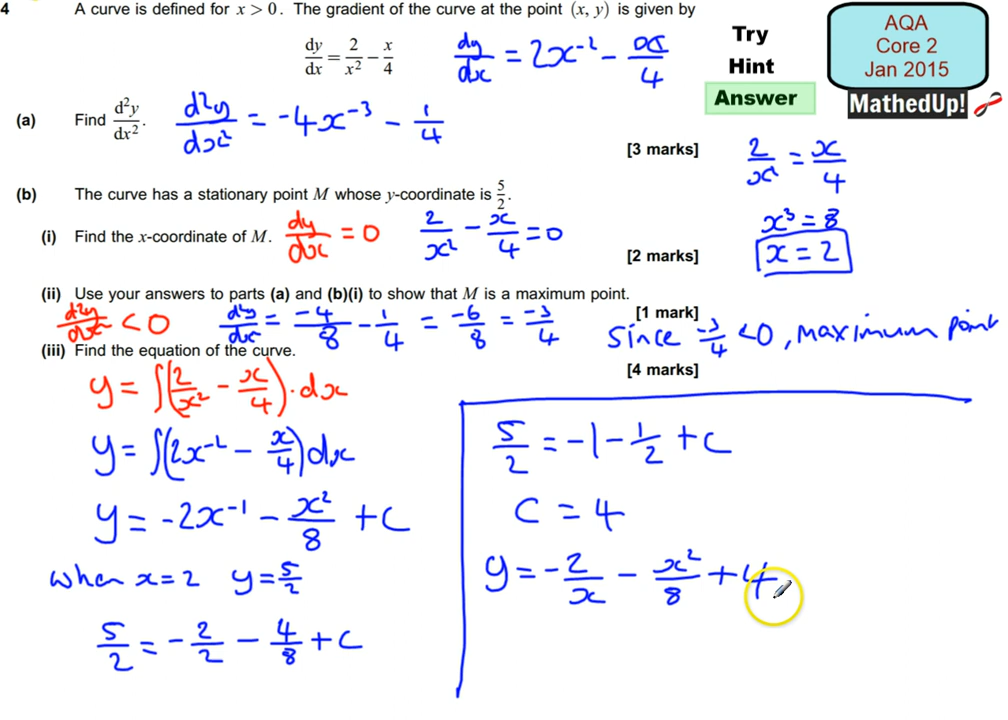 4 A curve is defined for x > 0. The gradient of the curve at the point (x, y) is given by
dy/dx = 2/x² − x/4
dy/dx = 2x⁻² − x/4
Try
Hint
Answer
AQA
Core 2
Jan 2015
MathedUp!
(a) Find d²y/dx². d²y/dx² = -4x⁻³ − 1/4
[3 marks]
2/x² = x/4
x³ = 8
x = 2
(b) The curve has a stationary point M whose y-coordinate is 5/2.
(i) Find the x-coordinate of M. dy/dx = 0 2/x² − x/4 = 0
[2 marks]
(ii) Use your answers to parts (a) and (b)(i) to show that M is a maximum point.
[1 mark]
d²y/dx² < 0 d²y/dx² = -4/8 − 1/4 = -6/8 = -3/4 since -3/4 < 0, maximum point
(iii) Find the equation of the curve.
[4 marks]
y = ∫(2/x² − x/4).dx
y = ∫(2x⁻² − x/4)dx
y = -2x⁻¹ − x²/8 + c
when x = 2 y = 5/2
5/2 = -2/2 − 4/8 + c
5/2 = -1 − 1/2 + c
c = 4
y = -2/x − x²/8 + 4